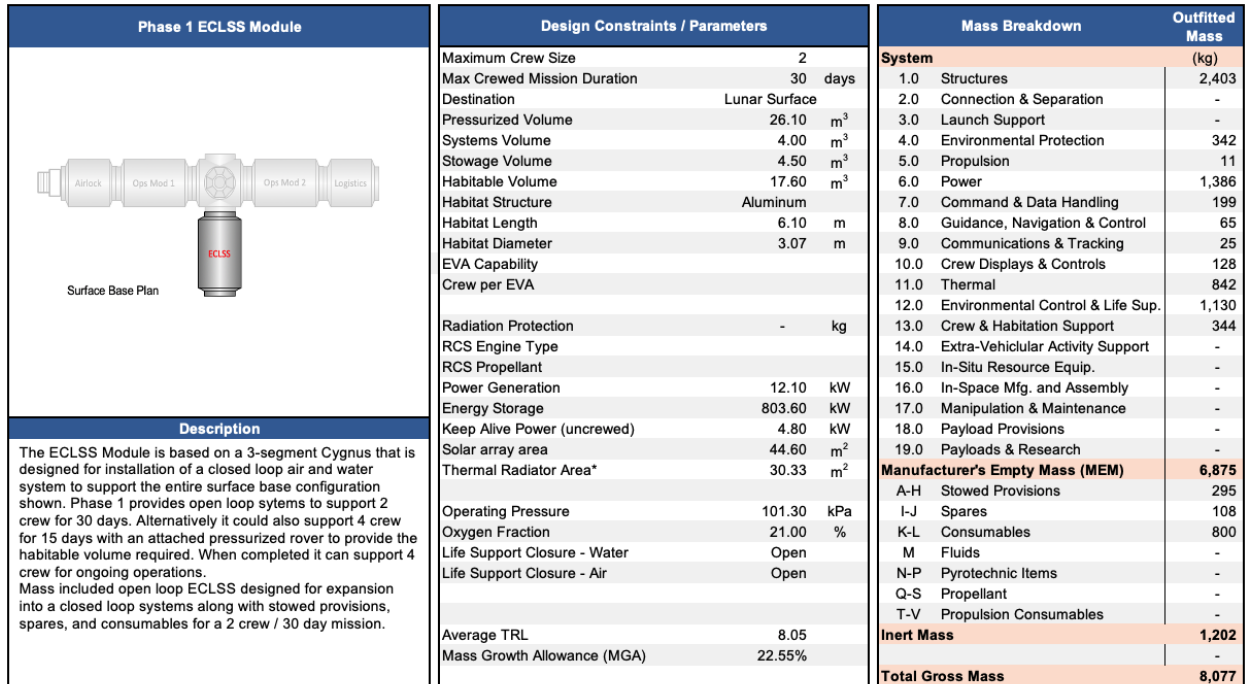 Phase 1 ECLSS Module
Airlock
Ops Mod 1
Ops Mod 2
Logistics
ECLSS
Surface Base Plan
Description
The ECLSS Module is based on a 3-segment Cygnus that is
designed for installation of a closed loop air and water
system to support the entire surface base configuration
shown. Phase 1 provides open loop sytems to support 2
crew for 30 days. Alternatively it could also support 4 crew
for 15 days with an attached pressurized rover to provide the
habitable volume required. When completed it can support 4
crew for ongoing operations.
Mass included open loop ECLSS designed for expansion
into a closed loop systems along with stowed provisions,
spares, and consumables for a 2 crew / 30 day mission.
Design Constraints / Parameters
Maximum Crew Size 2
Max Crewed Mission Duration 30 days
Destination Lunar Surface
Pressurized Volume 26.10 m³
Systems Volume 4.00 m³
Stowage Volume 4.50 m³
Habitable Volume 17.60 m³
Habitat Structure Aluminum
Habitat Length 6.10 m
Habitat Diameter 3.07 m
EVA Capability
Crew per EVA
Radiation Protection - kg
RCS Engine Type
RCS Propellant
Power Generation 12.10 kW
Energy Storage 803.60 kW
Keep Alive Power (uncrewed) 4.80 kW
Solar array area 44.60 m²
Thermal Radiator Area* 30.33 m²
Operating Pressure 101.30 kPa
Oxygen Fraction 21.00 %
Life Support Closure - Water Open
Life Support Closure - Air Open
Average TRL 8.05
Mass Growth Allowance (MGA) 22.55%
Mass Breakdown Outfitted Mass
System (kg)
1.0 Structures 2,403
2.0 Connection & Separation -
3.0 Launch Support -
4.0 Environmental Protection 342
5.0 Propulsion 11
6.0 Power 1,386
7.0 Command & Data Handling 199
8.0 Guidance, Navigation & Control 65
9.0 Communications & Tracking 25
10.0 Crew Displays & Controls 128
11.0 Thermal 842
12.0 Environmental Control & Life Sup. 1,130
13.0 Crew & Habitation Support 344
14.0 Extra-Vehiclular Activity Support -
15.0 In-Situ Resource Equip. -
16.0 In-Space Mfg. and Assembly -
17.0 Manipulation & Maintenance -
18.0 Payload Provisions -
19.0 Payloads & Research -
Manufacturer's Empty Mass (MEM) 6,875
A-H Stowed Provisions 295
I-J Spares 108
K-L Consumables 800
M Fluids -
N-P Pyrotechnic Items -
Q-S Propellant -
T-V Propulsion Consumables -
Inert Mass 1,202
-
Total Gross Mass 8,077